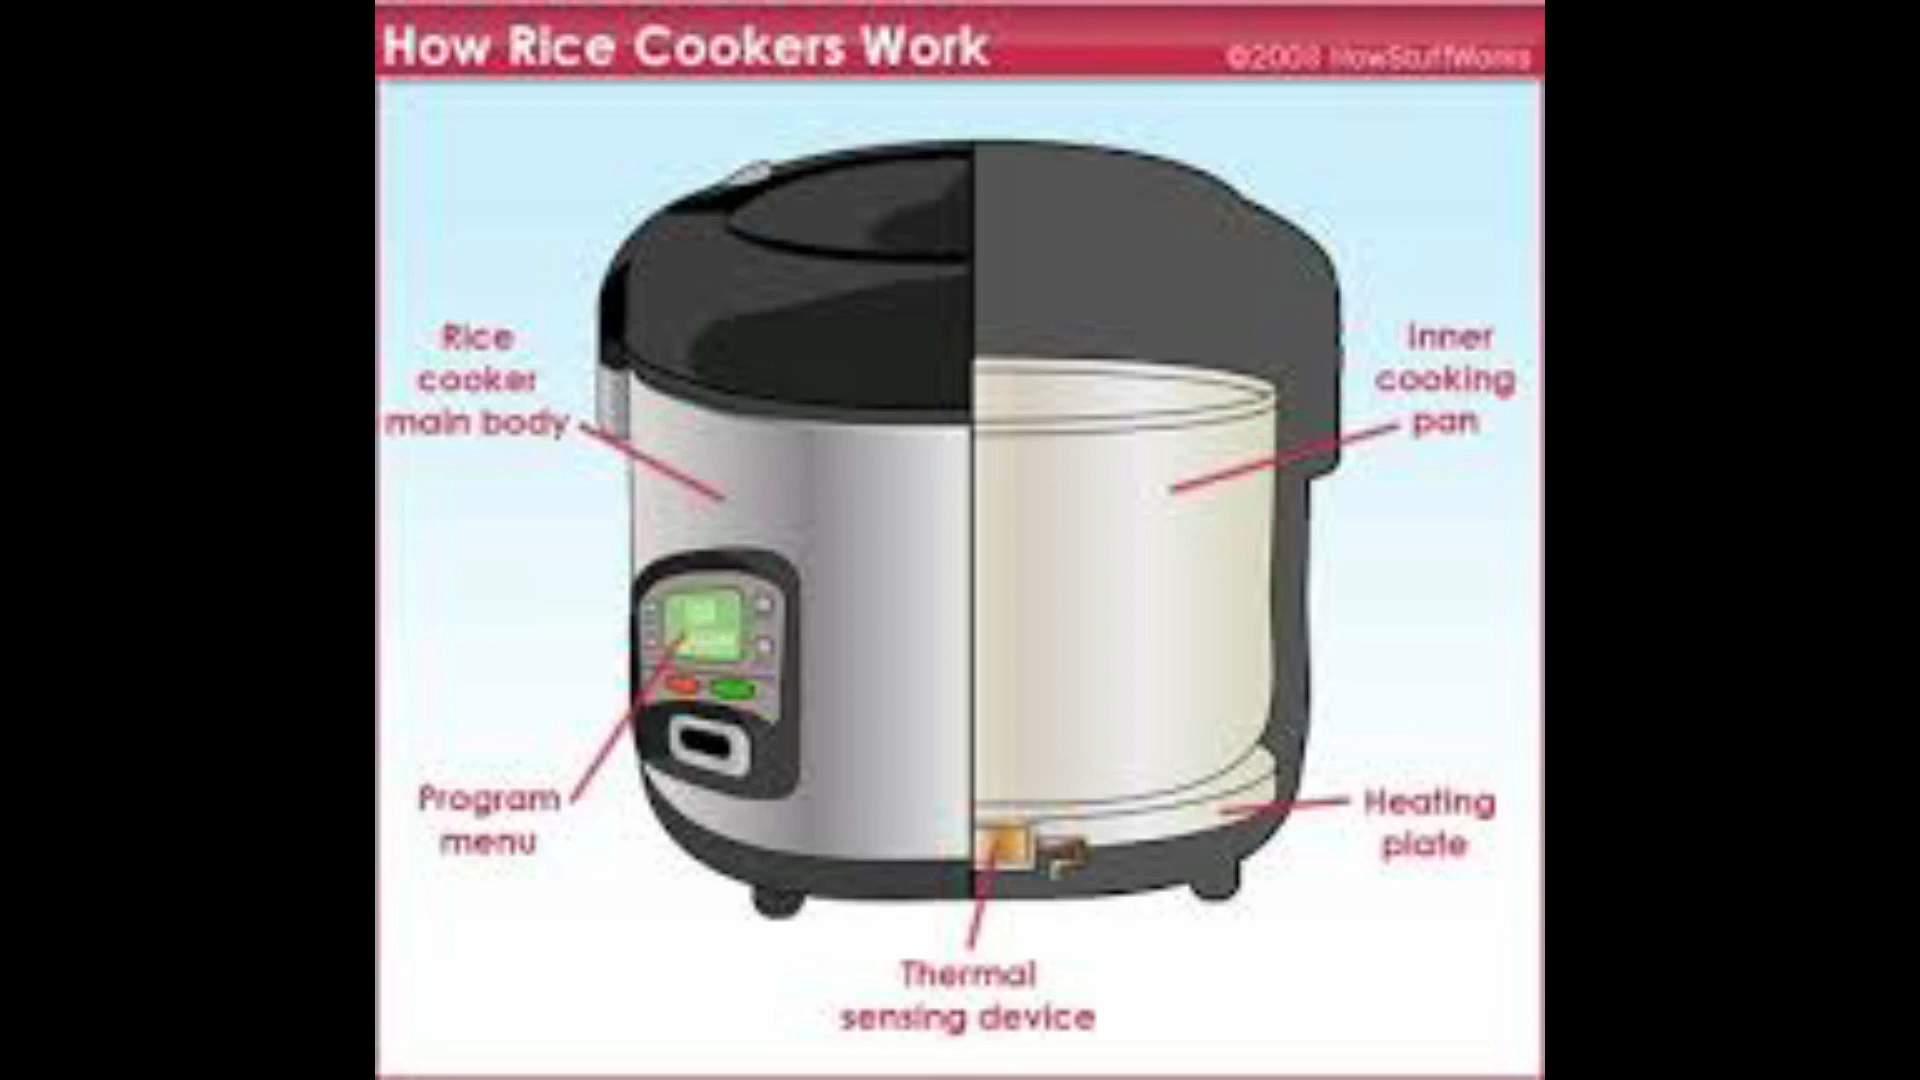 How Rice Cookers Work
©2008 HowStuffWorks
Rice
cooker
main body
Inner
cooking
pan
Program
menu
Heating
plate
Thermal
sensing device